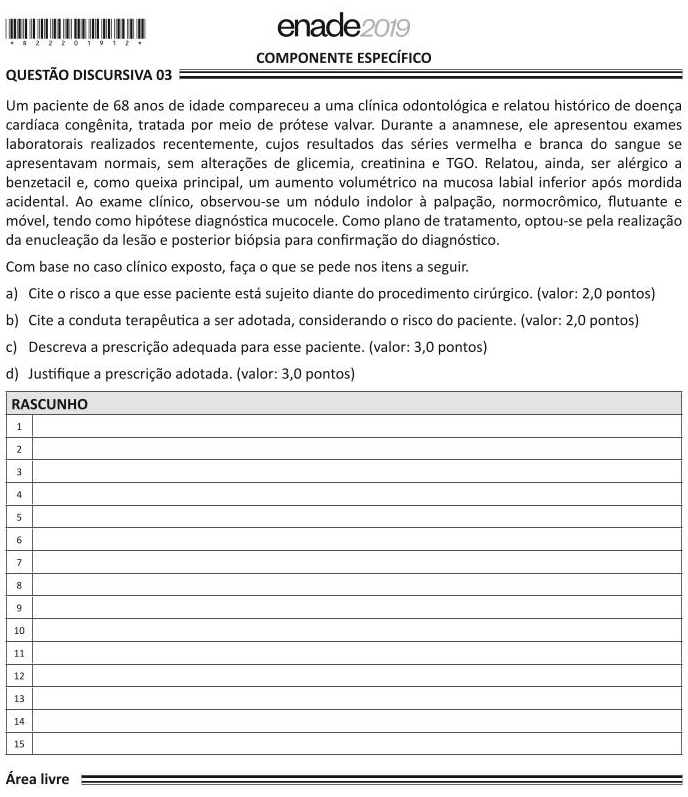 enade2019
*R2220191 2*
COMPONENTE ESPECÍFICO
QUESTÃO DISCURSIVA 03
Um paciente de 68 anos de idade compareceu a uma clínica odontológica e relatou histórico de doença
cardíaca congênita, tratada por meio de prótese valvar. Durante a anamnese, ele apresentou exames
laboratorais realizados recentemente, cujos resultados das séries vermelha e branca do sangue se
apresentavam normais, sem alterações de glicemia, creatinina e TGO. Relatou, ainda, ser alérgico a
benzetacil e, como queixa principal, um aumento volumétrico na mucosa labial inferior após mordida
acidental. Ao exame clínico, observou-se um nódulo indolor à palpação, normocrômico, flutuante e
móvel, tendo como hipótese diagnóstica mucocele. Como plano de tratamento, optou-se pela realização
da enucleação da lesão e posterior biópsia para confirmação do diagnóstico.
Com base no caso clínico exposto, faça o que se pede nos itens a seguir.
a) Cite o risco a que esse paciente está sujeito diante do procedimento cirúrgico. (valor: 2,0 pontos)
b) Cite a conduta terapêutica a ser adotada, considerando o risco do paciente. (valor: 2,0 pontos)
c) Descreva a prescrição adequada para esse paciente. (valor: 3,0 pontos)
d) Justifique a prescrição adotada. (valor: 3,0 pontos)
RASCUNHO
1
2
3
4
5
6
7
8
9
10
11
12
13
14
15
Área livre